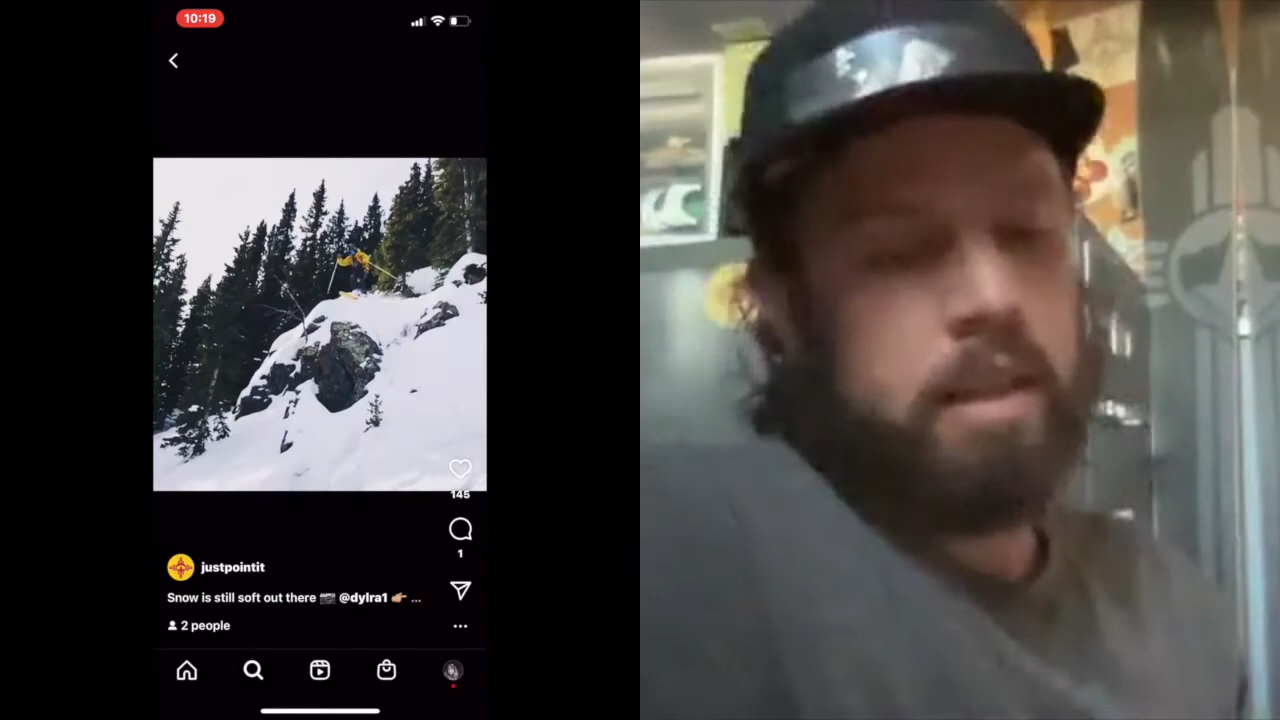 10:19
145
1
justpointit
Snow is still soft out there 📷 @dylra1 👉🏼 ...
2 people